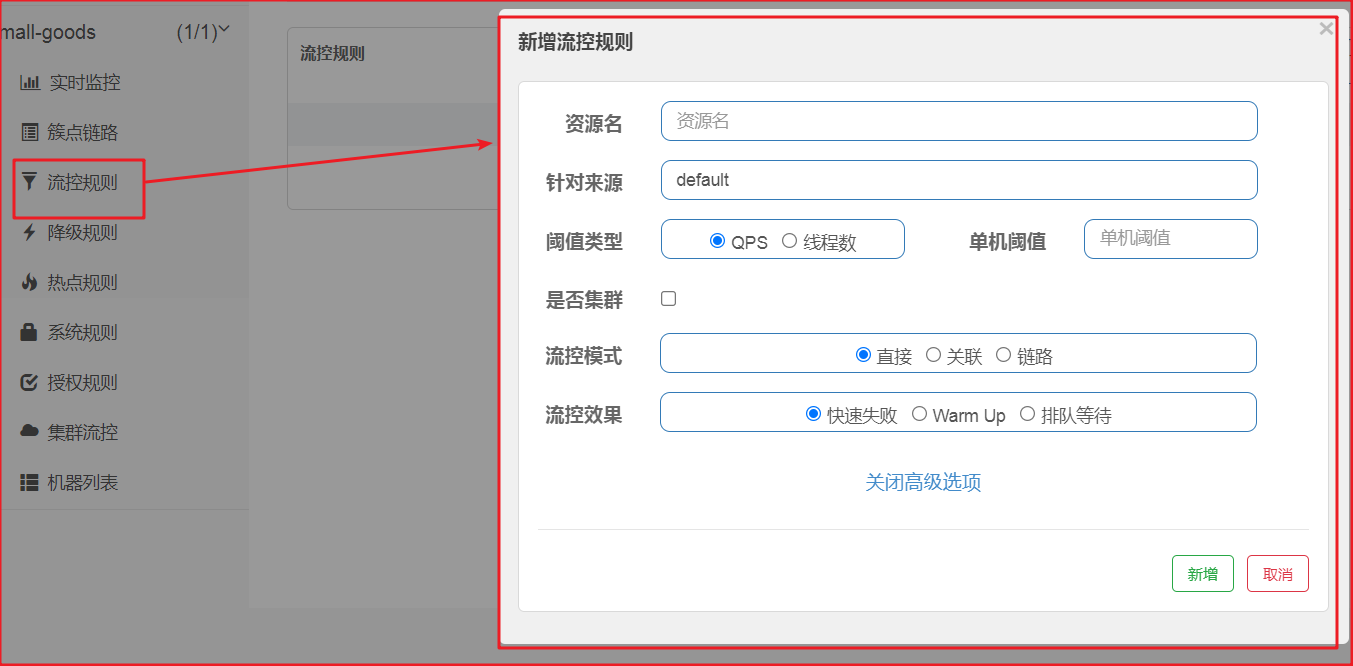 mall-goods (1/1)
实时监控
簇点链路
流控规则
降级规则
热点规则
系统规则
授权规则
集群流控
机器列表
流控规则
新增流控规则 ×
资源名 资源名
针对来源 default
阈值类型 QPS 线程数 单机阈值 单机阈值
是否集群
流控模式 直接 关联 链路
流控效果 快速失败 Warm Up 排队等待
关闭高级选项
新增 取消